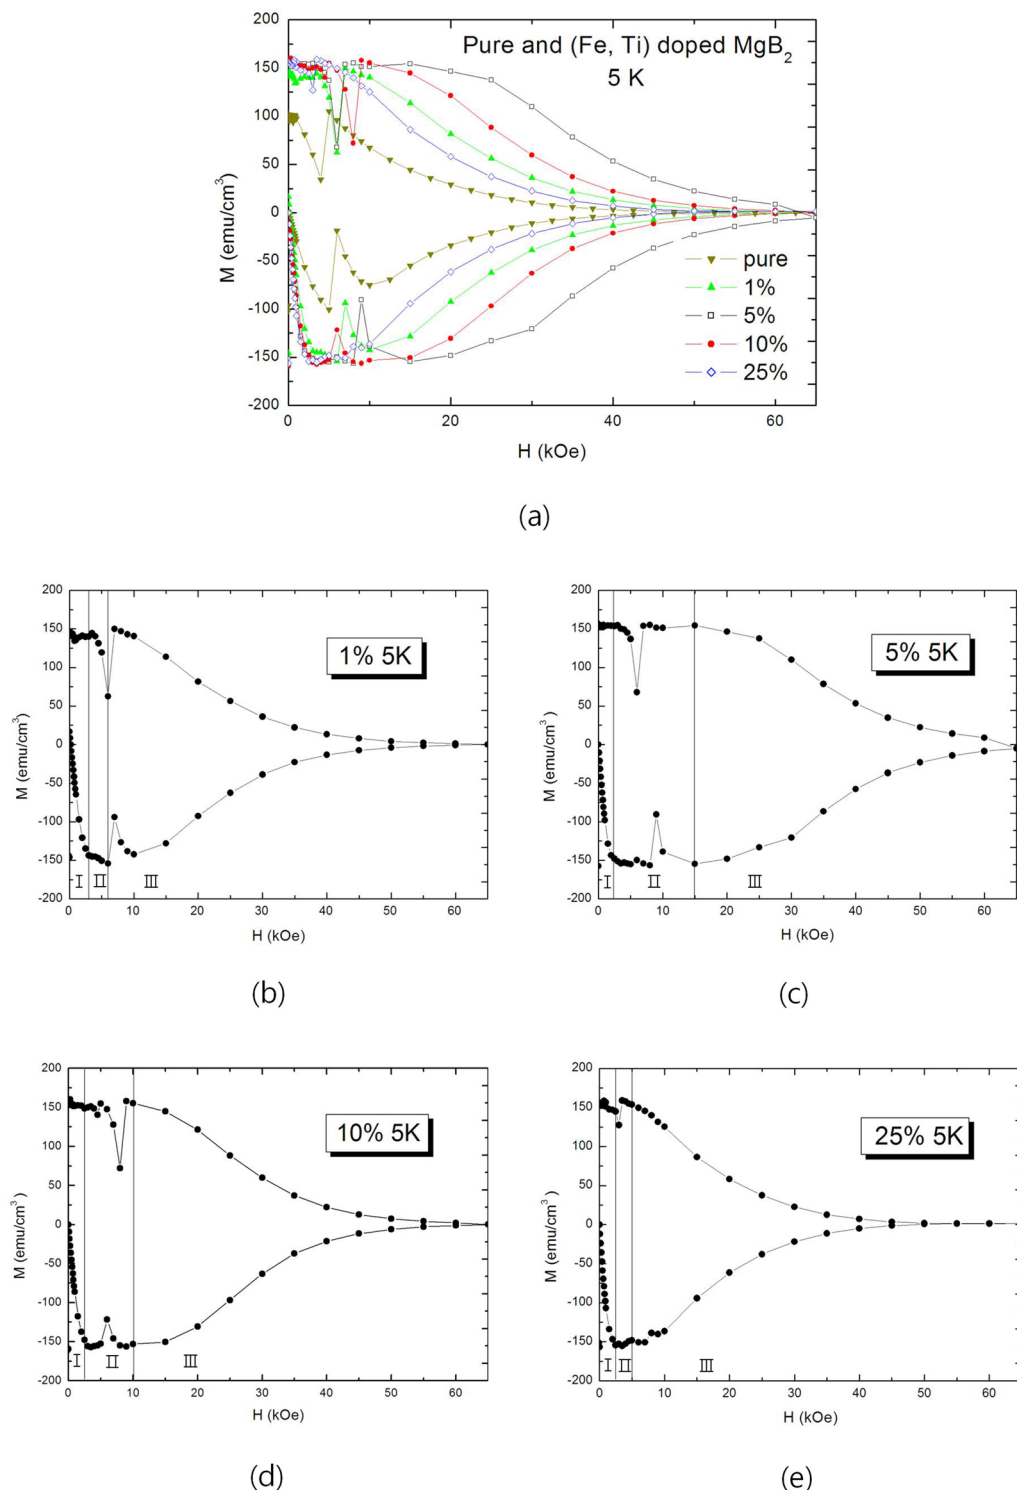 Pure and (Fe, Ti) doped MgB2
5 K
200
150
100
50
0
-50
-100
-150
-200
M (emu/cm3)
pure
1%
5%
10%
25%
0
20
40
60
H (kOe)
(a)
200
150
100
50
0
-50
-100
-150
-200
M (emu/cm3)
1% 5K
I
II
III
0
10
20
30
40
50
60
H (kOe)
(b)
200
150
100
50
0
-50
-100
-150
-200
M (emu/cm3)
5% 5K
I
II
III
0
10
20
30
40
50
60
H (kOe)
(c)
200
150
100
50
0
-50
-100
-150
-200
M (emu/cm3)
10% 5K
I
II
III
0
10
20
30
40
50
60
H (kOe)
(d)
200
150
100
50
0
-50
-100
-150
-200
M (emu/cm3)
25% 5K
I
II
III
0
10
20
30
40
50
60
H (kOe)
(e)